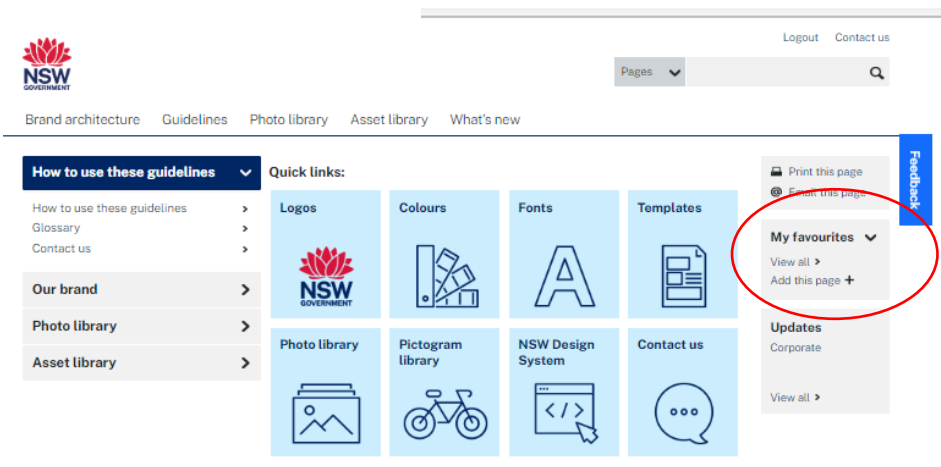 Logout Contact us
NSW
GOVERNMENT
Pages
Brand architecture Guidelines Photo library Asset library What's new
Feedback
How to use these guidelines
How to use these guidelines
Glossary
Contact us
Our brand
Photo library
Asset library
Quick links:
Logos
NSW
GOVERNMENT
Colours
Fonts
A
Templates
Photo library
Pictogram
library
NSW Design
System
</>
Contact us
Print this page
@ Email this page
My favourites
View all >
Add this page +
Updates
Corporate
View all >